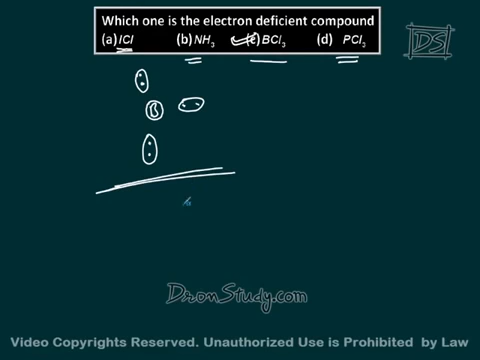 Which one is the electron deficient compound
(a) ICl (b) NH₃ (c) BCl₃ (d) PCl₃
DS
B
DronStudy.com
Video Copyrights Reserved. Unauthorized Use is Prohibited by Law